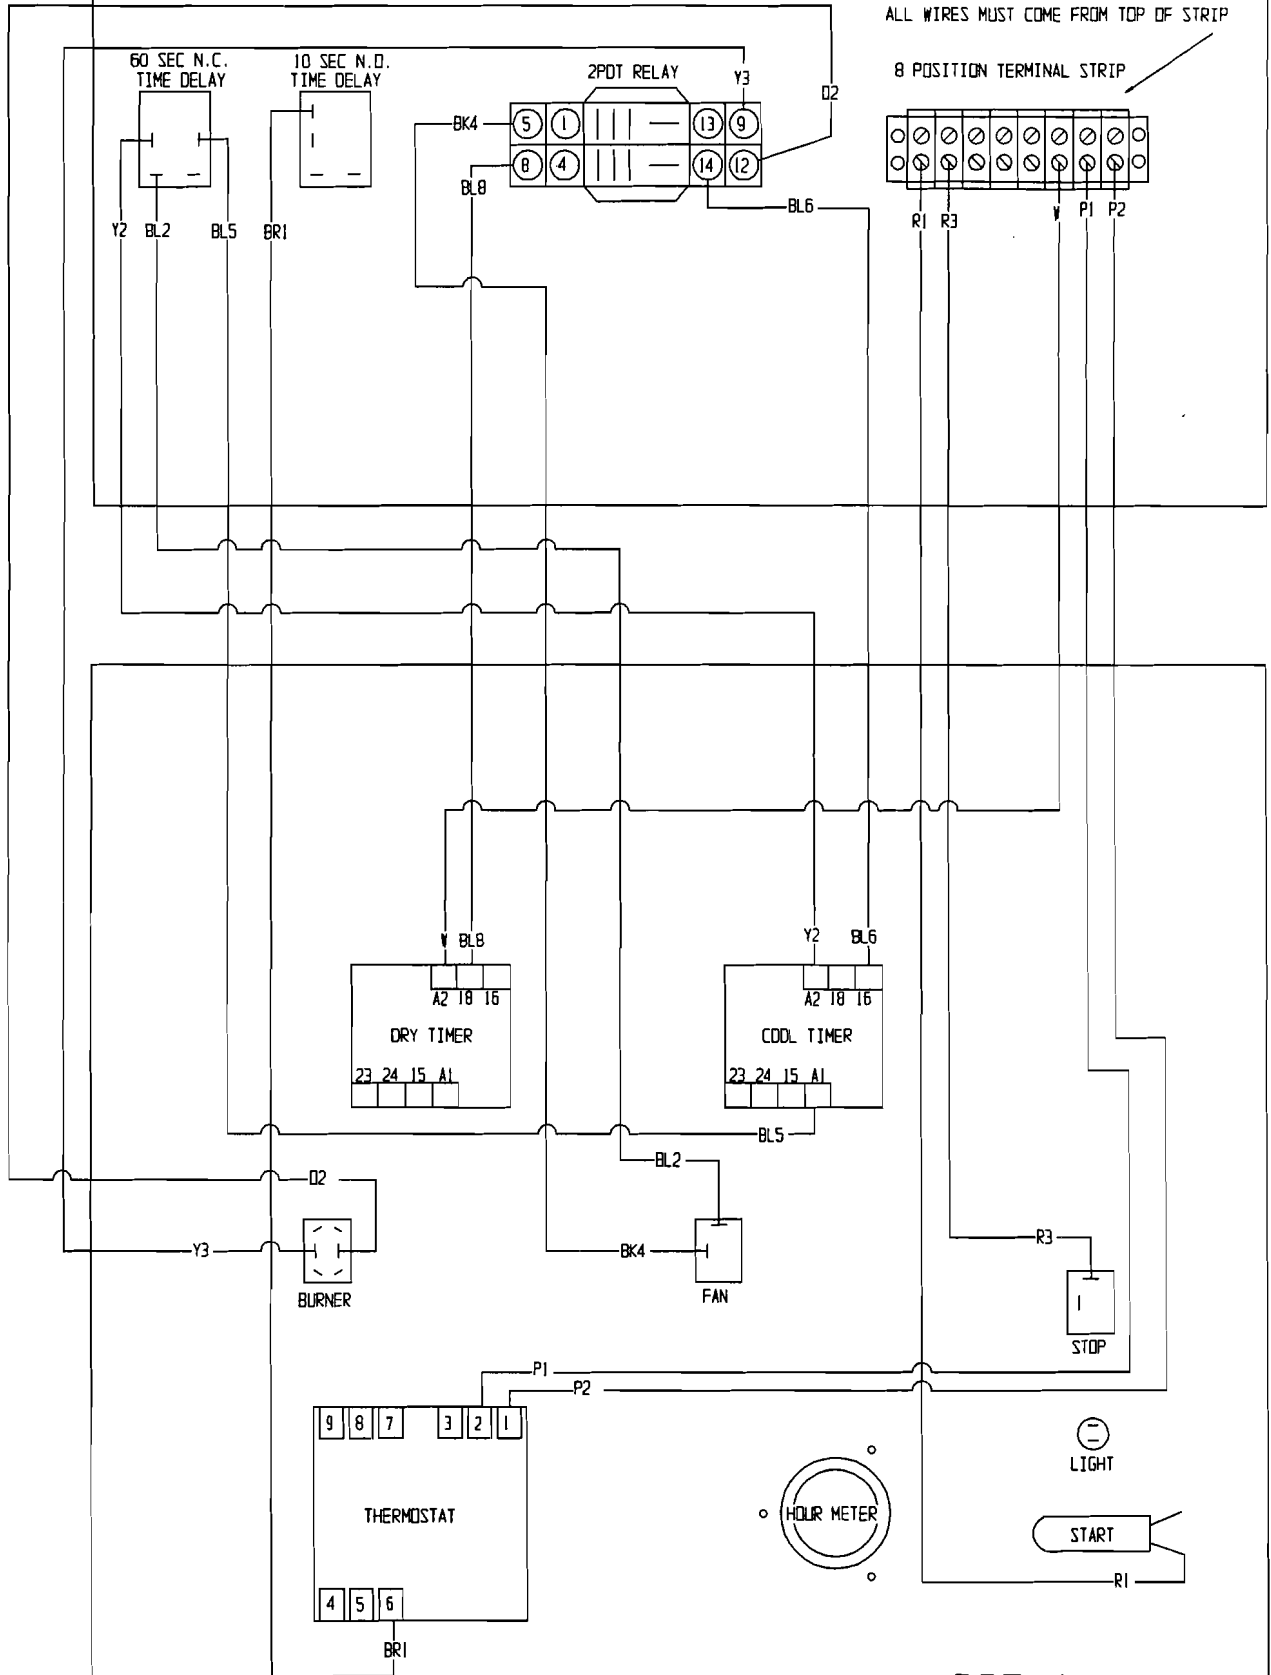 ALL WIRES MUST COME FROM TOP OF STRIP
60 SEC N.C.
TIME DELAY
10 SEC N.O.
TIME DELAY
2PDT RELAY
8 POSITION TERMINAL STRIP
Y3
O2
BK4
5
1
13
9
8
4
14
12
BL8
BL6
Y2
BL2
BL5
BR1
R1
R3
W
P1
P2
W
BL8
Y2
BL6
A2 18 16
A2 18 16
DRY TIMER
COOL TIMER
23 24 15 A1
23 24 15 A1
BL5
BL2
O2
Y3
BK4
R3
BURNER
FAN
STOP
P1
P2
9
8
7
3
2
1
LIGHT
THERMOSTAT
HOUR METER
START
R1
4
5
6
BR1